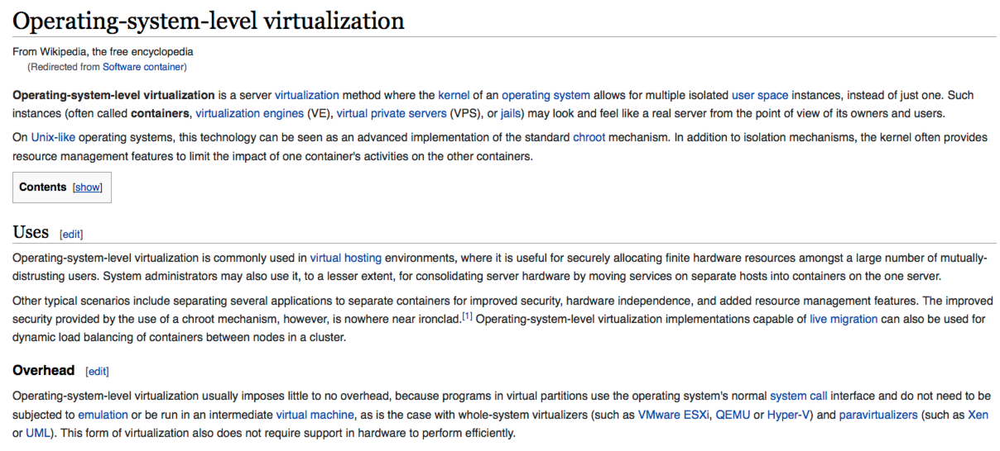 Operating-system-level virtualization
From Wikipedia, the free encyclopedia
(Redirected from Software container)
Operating-system-level virtualization is a server virtualization method where the kernel of an operating system allows for multiple isolated user space instances, instead of just one. Such
instances (often called containers, virtualization engines (VE), virtual private servers (VPS), or jails) may look and feel like a real server from the point of view of its owners and users.
On Unix-like operating systems, this technology can be seen as an advanced implementation of the standard chroot mechanism. In addition to isolation mechanisms, the kernel often provides
resource management features to limit the impact of one container's activities on the other containers.
Contents [show]
Uses [edit]
Operating-system-level virtualization is commonly used in virtual hosting environments, where it is useful for securely allocating finite hardware resources amongst a large number of mutually-
distrusting users. System administrators may also use it, to a lesser extent, for consolidating server hardware by moving services on separate hosts into containers on the one server.
Other typical scenarios include separating several applications to separate containers for improved security, hardware independence, and added resource management features. The improved
security provided by the use of a chroot mechanism, however, is nowhere near ironclad.[1] Operating-system-level virtualization implementations capable of live migration can also be used for
dynamic load balancing of containers between nodes in a cluster.
Overhead [edit]
Operating-system-level virtualization usually imposes little to no overhead, because programs in virtual partitions use the operating system's normal system call interface and do not need to be
subjected to emulation or be run in an intermediate virtual machine, as is the case with whole-system virtualizers (such as VMware ESXi, QEMU or Hyper-V) and paravirtualizers (such as Xen
or UML). This form of virtualization also does not require support in hardware to perform efficiently.